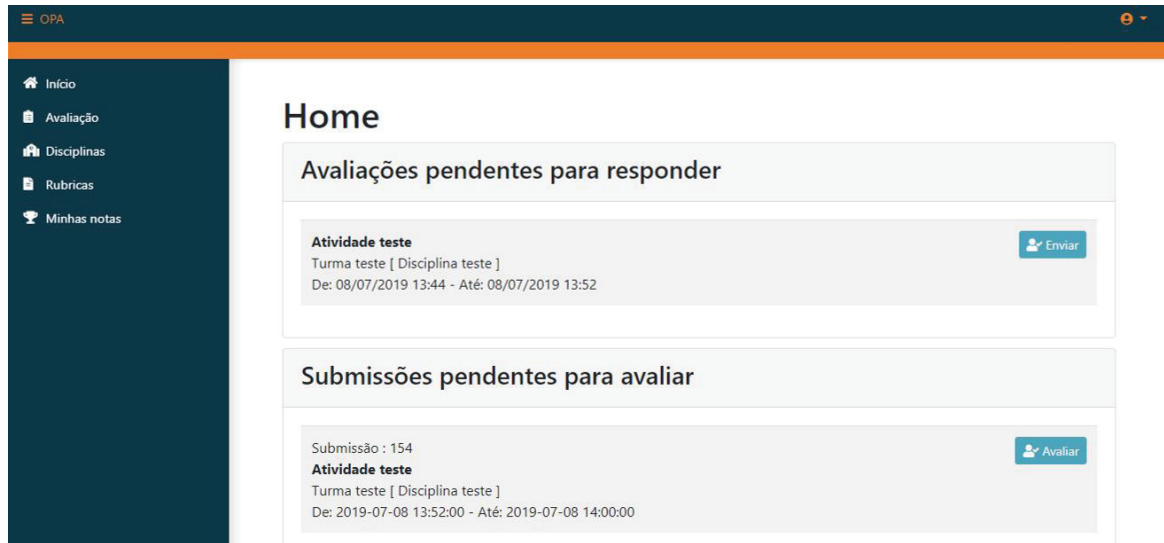 OPA
Início
Avaliação
Disciplinas
Rubricas
Minhas notas
Home
Avaliações pendentes para responder
Atividade teste
Enviar
Turma teste [ Disciplina teste ]
De: 08/07/2019 13:44 - Até: 08/07/2019 13:52
Submissões pendentes para avaliar
Submissão : 154
Avaliar
Atividade teste
Turma teste [ Disciplina teste ]
De: 2019-07-08 13:52:00 - Até: 2019-07-08 14:00:00